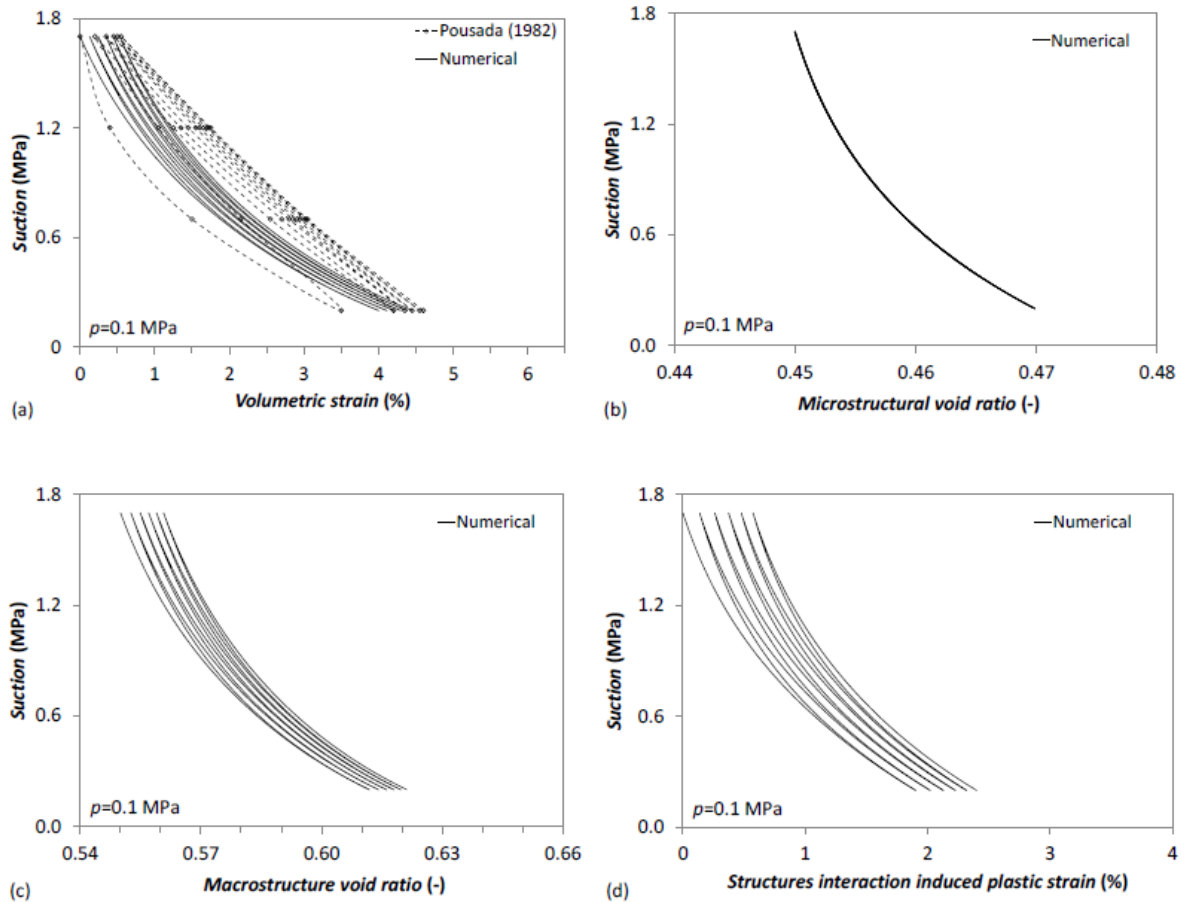 1.8
1.2
0.6
0
Suction (MPa)
Pousada (1982)
Numerical
p=0.1 MPa
0 1 2 3 4 5 6
Volumetric strain (%)
(a)
1.8
1.2
0.6
0
Suction (MPa)
Numerical
p=0.1 MPa
0.44 0.45 0.46 0.47 0.48
Microstructural void ratio (-)
(b)
1.8
1.2
0.6
0.0
Suction (MPa)
Numerical
p=0.1 MPa
0.54 0.57 0.60 0.63 0.66
Macrostructure void ratio (-)
(c)
1.8
1.2
0.6
0.0
Suction (MPa)
Numerical
p=0.1 MPa
0 1 2 3 4
Structures interaction induced plastic strain (%)
(d)